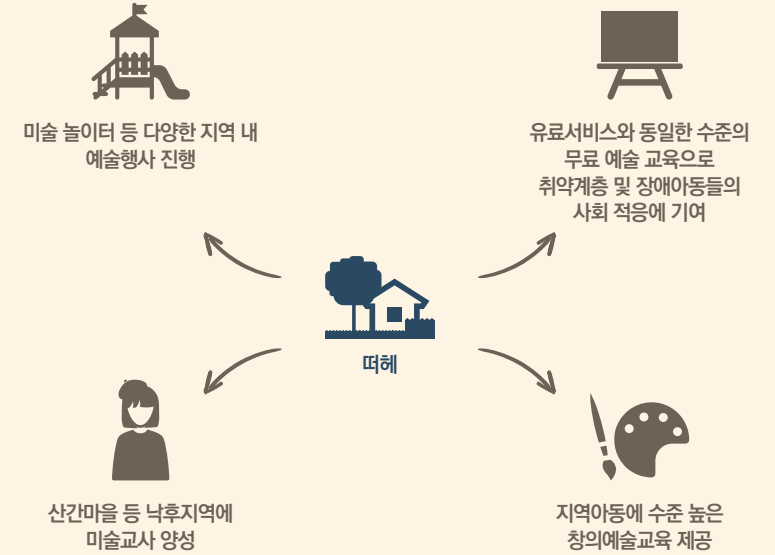 미술 놀이터 등 다양한 지역 내
예술행사 진행
유료서비스와 동일한 수준의
무료 예술 교육으로
취약계층 및 장애아동들의
사회 적응에 기여
떠헤
산간마을 등 낙후지역에
미술교사 양성
지역아동에 수준 높은
창의예술교육 제공